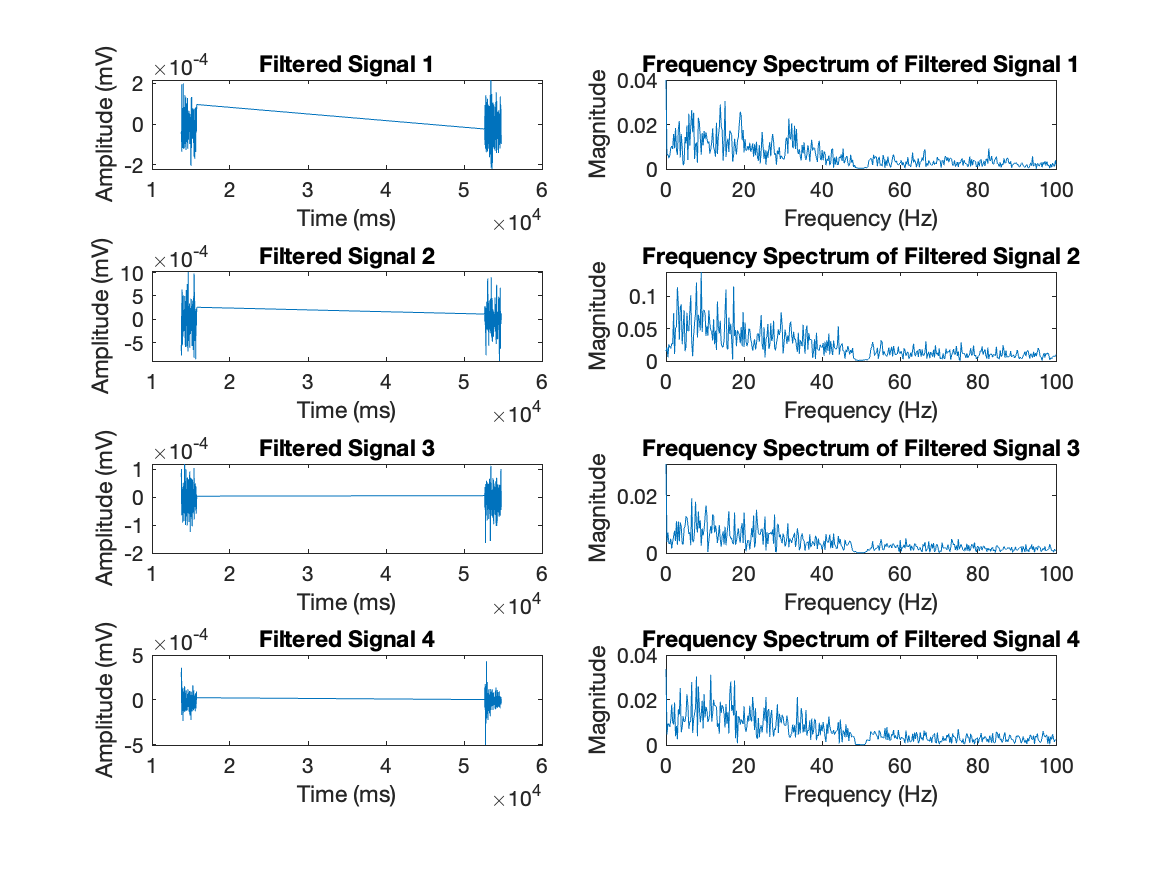 Filtered Signal 1
×10^-4
Amplitude (mV)
2
0
-2
1 2 3 4 5 6
Time (ms)
×10^4
Frequency Spectrum of Filtered Signal 1
Magnitude
0.04
0.02
0
0 20 40 60 80 100
Frequency (Hz)
Filtered Signal 2
×10^-4
Amplitude (mV)
10
5
0
-5
1 2 3 4 5 6
Time (ms)
×10^4
Frequency Spectrum of Filtered Signal 2
Magnitude
0.1
0.05
0
0 20 40 60 80 100
Frequency (Hz)
Filtered Signal 3
×10^-4
Amplitude (mV)
1
0
-1
-2
1 2 3 4 5 6
Time (ms)
×10^4
Frequency Spectrum of Filtered Signal 3
Magnitude
0.02
0
0 20 40 60 80 100
Frequency (Hz)
Filtered Signal 4
×10^-4
Amplitude (mV)
5
0
-5
1 2 3 4 5 6
Time (ms)
×10^4
Frequency Spectrum of Filtered Signal 4
Magnitude
0.04
0.02
0
0 20 40 60 80 100
Frequency (Hz)